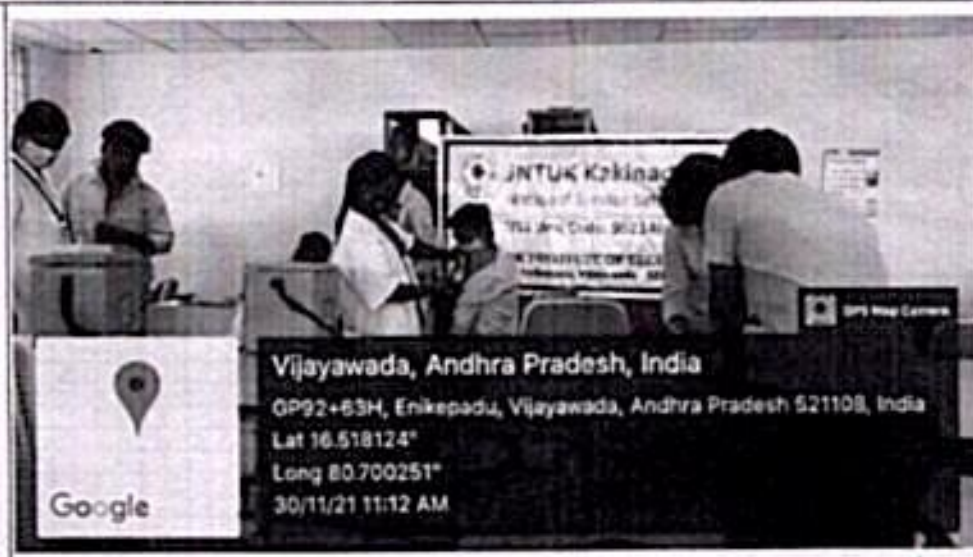 JNTUK Kakinad
GPS Map Camera
Vijayawada, Andhra Pradesh, India
GP92+63H, Enikepadu, Vijayawada, Andhra Pradesh 521108, India
Lat 16.518124°
Long 80.700251°
30/11/21 11:12 AM
Google